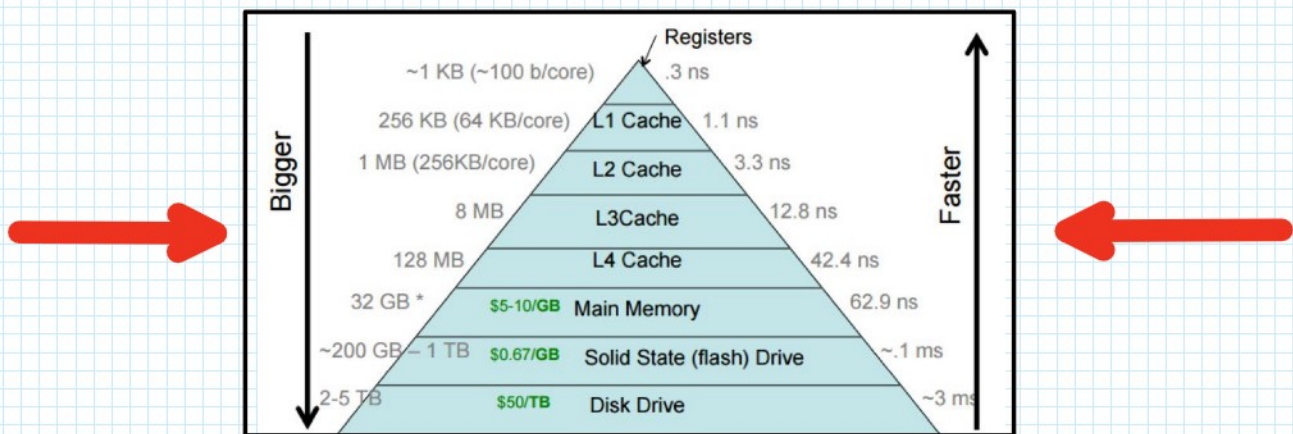 Registers
~1 KB (~100 b/core) .3 ns
256 KB (64 KB/core) L1 Cache 1.1 ns
1 MB (256KB/core) L2 Cache 3.3 ns
Bigger
Faster
8 MB L3Cache 12.8 ns
128 MB L4 Cache 42.4 ns
32 GB * $5-10/GB Main Memory 62.9 ns
~200 GB – 1 TB $0.67/GB Solid State (flash) Drive ~.1 ms
2-5 TB $50/TB Disk Drive ~3 ms